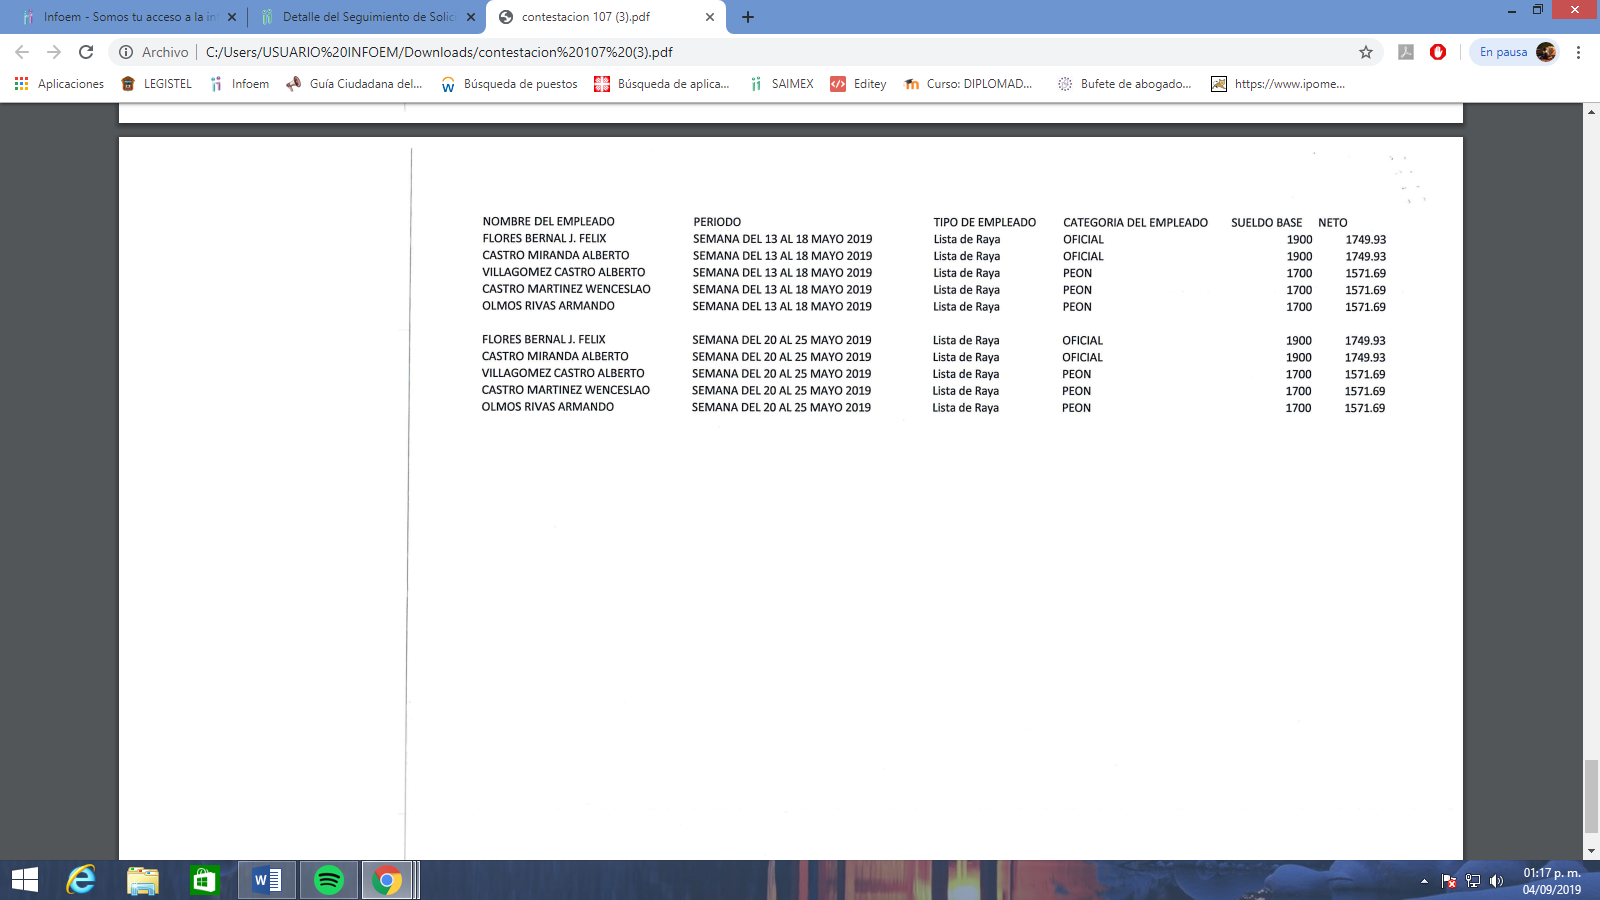 Infoem - Somos tu acceso a la in
Detalle del Seguimiento de Solici
contestacion 107 (3).pdf
Archivo
C:/Users/USUARIO%20INFOEM/Downloads/contestacion%20107%20(3).pdf
En pausa
Aplicaciones
LEGISTEL
Infoem
Guía Ciudadana del...
Búsqueda de puestos
Búsqueda de aplica...
SAIMEX
Editey
Curso: DIPLOMAD...
Bufete de abogado...
https://www.ipome...
NOMBRE DEL EMPLEADO PERIODO TIPO DE EMPLEADO CATEGORIA DEL EMPLEADO SUELDO BASE NETO
FLORES BERNAL J. FELIX SEMANA DEL 13 AL 18 MAYO 2019 Lista de Raya OFICIAL 1900 1749.93
CASTRO MIRANDA ALBERTO SEMANA DEL 13 AL 18 MAYO 2019 Lista de Raya OFICIAL 1900 1749.93
VILLAGOMEZ CASTRO ALBERTO SEMANA DEL 13 AL 18 MAYO 2019 Lista de Raya PEON 1700 1571.69
CASTRO MARTINEZ WENCESLAO SEMANA DEL 13 AL 18 MAYO 2019 Lista de Raya PEON 1700 1571.69
OLMOS RIVAS ARMANDO SEMANA DEL 13 AL 18 MAYO 2019 Lista de Raya PEON 1700 1571.69
FLORES BERNAL J. FELIX SEMANA DEL 20 AL 25 MAYO 2019 Lista de Raya OFICIAL 1900 1749.93
CASTRO MIRANDA ALBERTO SEMANA DEL 20 AL 25 MAYO 2019 Lista de Raya OFICIAL 1900 1749.93
VILLAGOMEZ CASTRO ALBERTO SEMANA DEL 20 AL 25 MAYO 2019 Lista de Raya PEON 1700 1571.69
CASTRO MARTINEZ WENCESLAO SEMANA DEL 20 AL 25 MAYO 2019 Lista de Raya PEON 1700 1571.69
OLMOS RIVAS ARMANDO SEMANA DEL 20 AL 25 MAYO 2019 Lista de Raya PEON 1700 1571.69
01:17 p. m.
04/09/2019